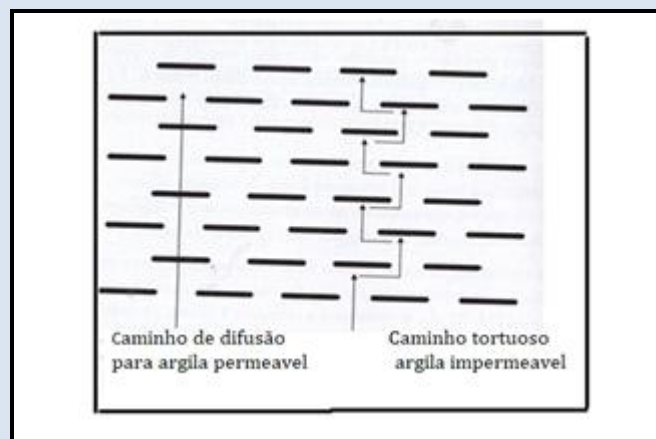 Caminho de difusão
para argila permeavel
Caminho tortuoso
argila impermeavel